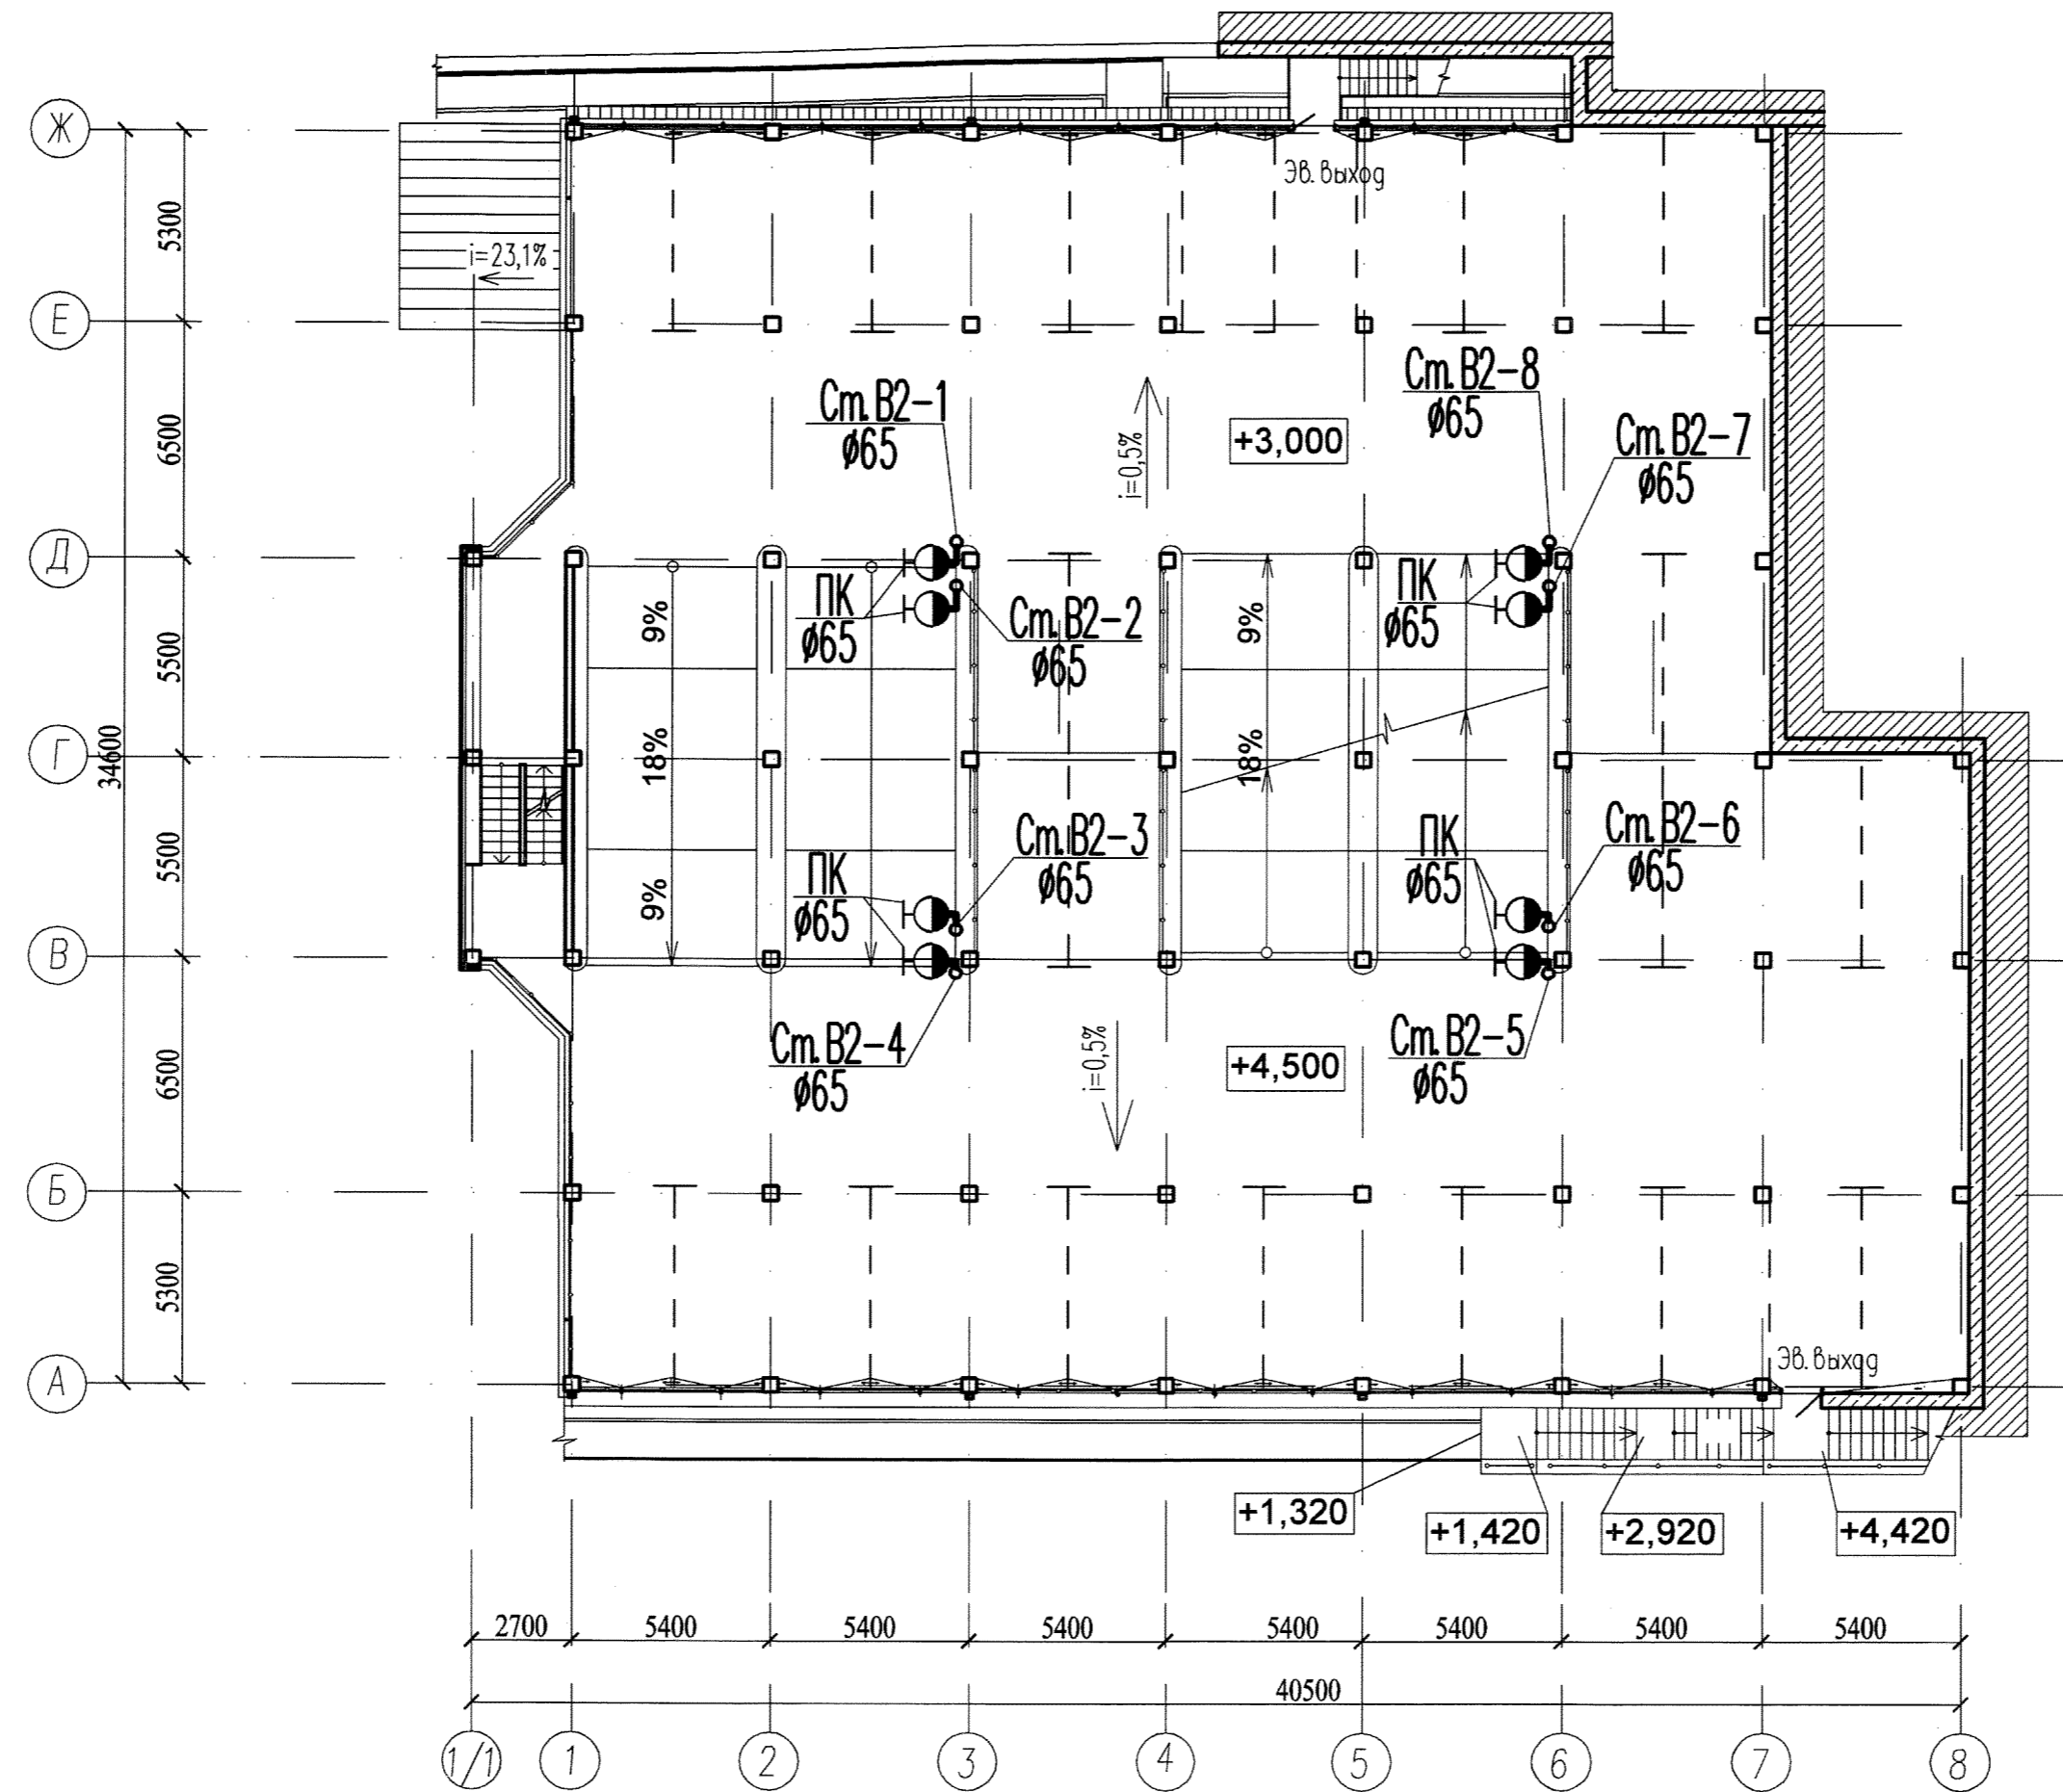 Ж
Эв. выход
5300
i=23,1%
Е
Ст. В2-8
ø65
Ст. В2-1
ø65
+3,000
Ст. В2-7
ø65
6500
i=0,5%
Д
ПК
ø65
Ст. В2-2
ø65
ПК
ø65
9%
9%
5500
Г
34600
18%
18%
Ст. В2-3
ø65
Ст. В2-6
ø65
ПК
ø65
ПК
ø65
5500
9%
В
Ст. В2-4
ø65
Ст. В2-5
ø65
+4,500
i=0,5%
6500
Б
5300
Эв. выход
А
+1,320
+1,420
+2,920
+4,420
2700
5400
5400
5400
5400
5400
5400
5400
40500
1/1
1
2
3
4
5
6
7
8